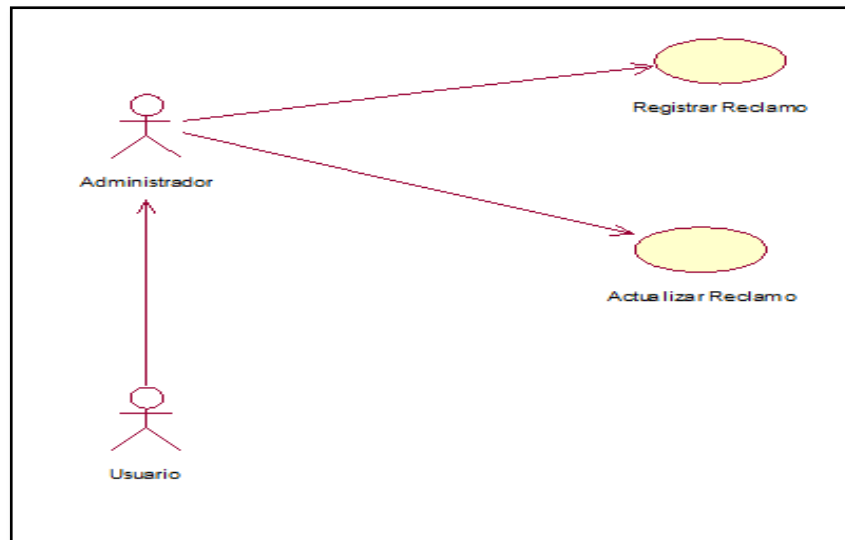 Registrar Reclamo
Administrador
Actualizar Reclamo
Usuario